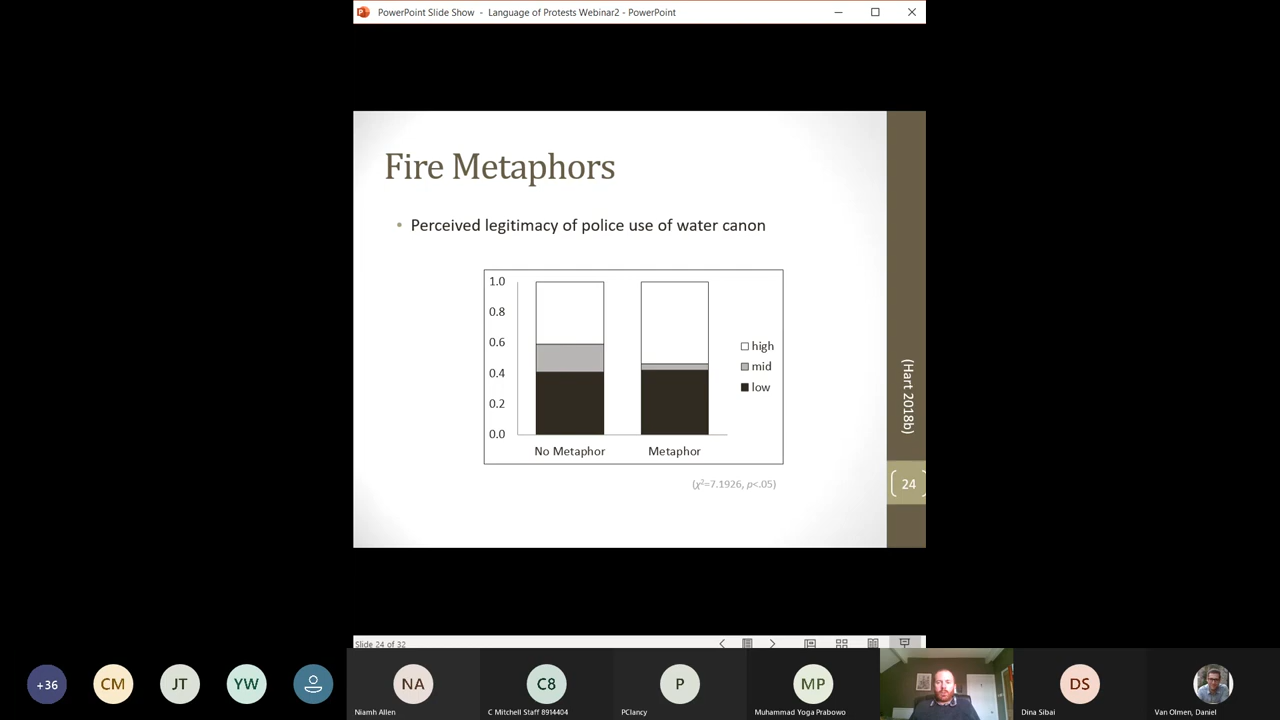 PowerPoint Slide Show - Language of Protests Webinar2 - PowerPoint
Fire Metaphors
• Perceived legitimacy of police use of water canon
1.0
0.8
0.6
0.4
0.2
0.0
No Metaphor
Metaphor
high
mid
low
(χ²=7.1926, p<.05)
(Hart 2018b)
24
Slide 24 of 32
+36
CM
JT
YW
NA
Niamh Allen
C8
C Mitchell Staff 8914404
P
PClancy
MP
Muhammad Yoga Prabowo
DS
Dina Sibai
Van Olmen, Daniel